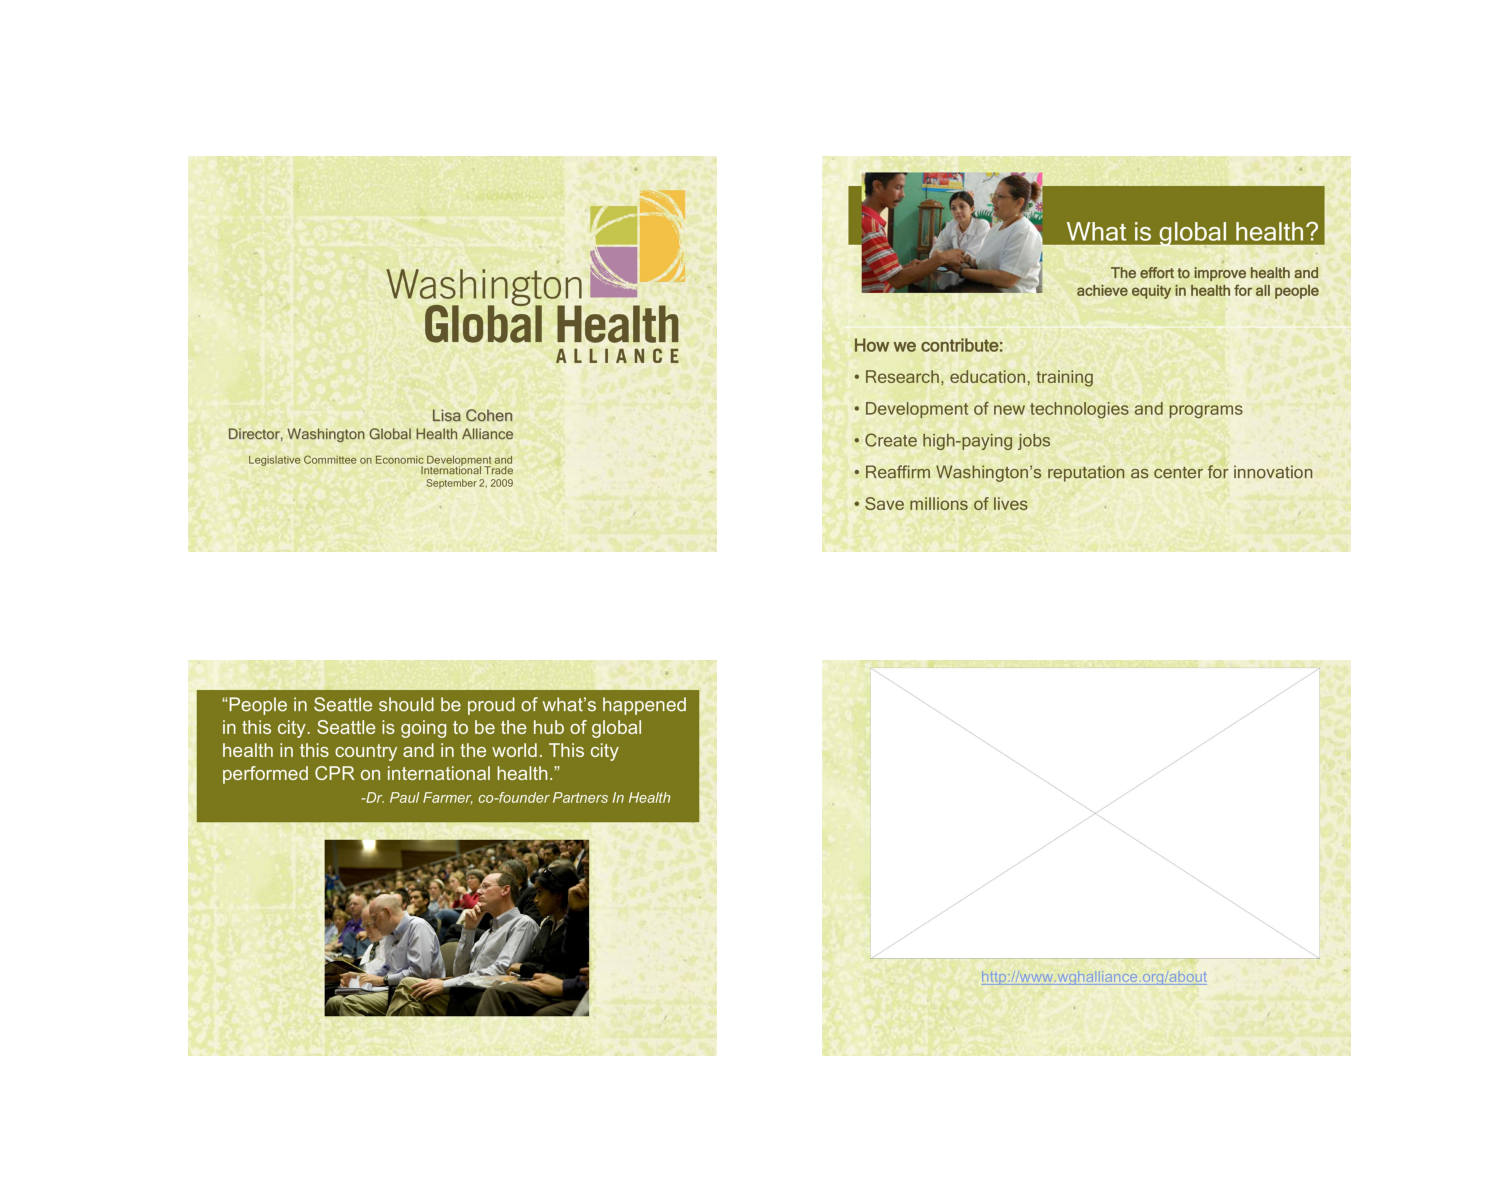 Washington
Global Health
ALLIANCE
Lisa Cohen
Director, Washington Global Health Alliance
Legislative Committee on Economic Development and
International Trade
September 2, 2009
What is global health?
The effort to improve health and
achieve equity in health for all people
How we contribute:
• Research, education, training
• Development of new technologies and programs
• Create high-paying jobs
• Reaffirm Washington’s reputation as center for innovation
• Save millions of lives
“People in Seattle should be proud of what’s happened
in this city. Seattle is going to be the hub of global
health in this country and in the world. This city
performed CPR on international health.”
-Dr. Paul Farmer, co-founder Partners In Health
http://www.wghalliance.org/about